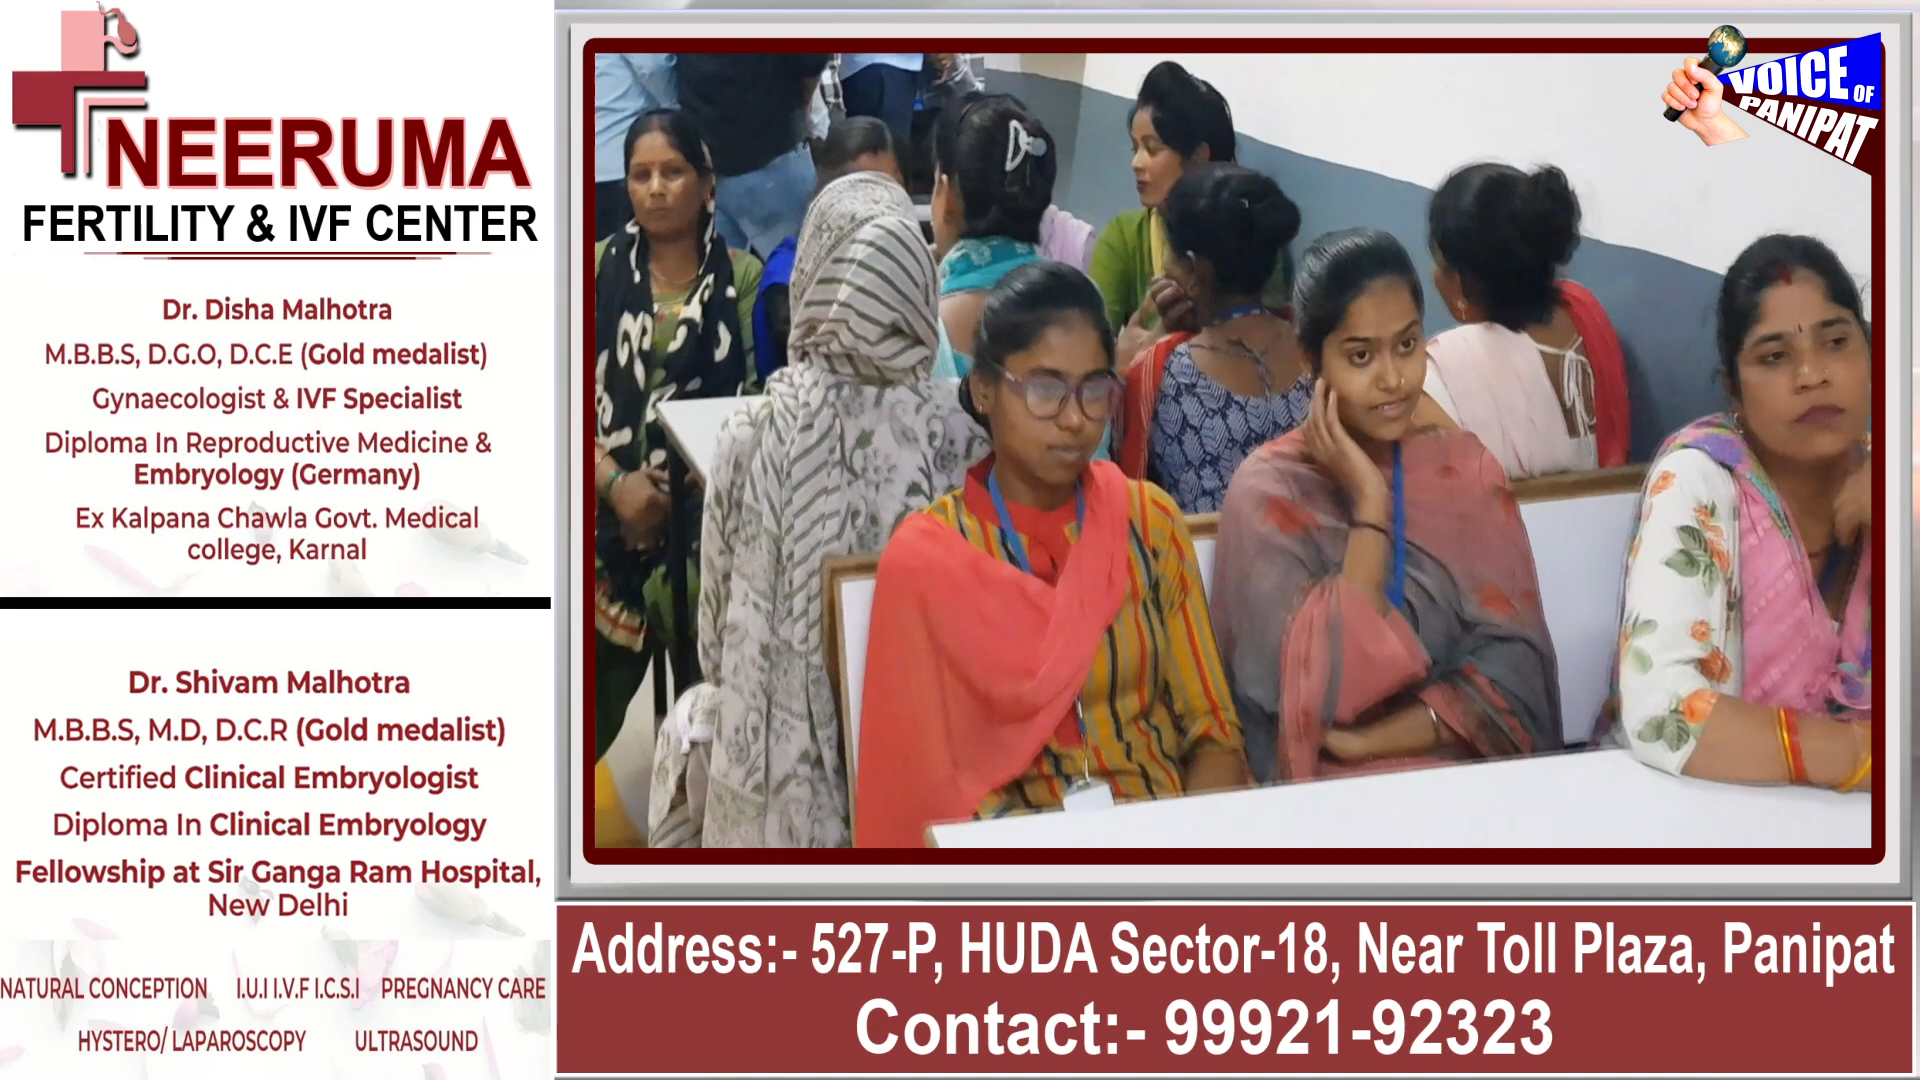 NEERUMA
FERTILITY & IVF CENTER
Dr. Disha Malhotra
M.B.B.S, D.G.O, D.C.E (Gold medalist)
Gynaecologist & IVF Specialist
Diploma In Reproductive Medicine &
Embryology (Germany)
Ex Kalpana Chawla Govt. Medical
college, Karnal
Dr. Shivam Malhotra
M.B.B.S, M.D, D.C.R (Gold medalist)
Certified Clinical Embryologist
Diploma In Clinical Embryology
Fellowship at Sir Ganga Ram Hospital,
New Delhi
NATURAL CONCEPTION I.U.I I.V.F I.C.S.I PREGNANCY CARE
HYSTERO/ LAPAROSCOPY ULTRASOUND
VOICE OF
PANIPAT
Address:- 527-P, HUDA Sector-18, Near Toll Plaza, Panipat
Contact:- 99921-92323